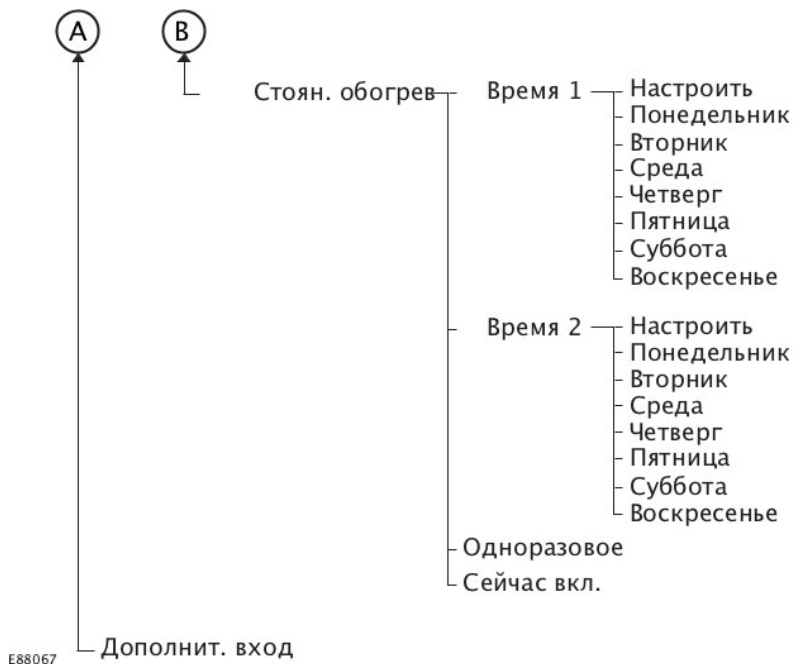 A B
Стоян. обогрев Время 1 Настроить
Понедельник
Вторник
Среда
Четверг
Пятница
Суббота
Воскресенье
Время 2 Настроить
Понедельник
Вторник
Среда
Четверг
Пятница
Суббота
Воскресенье
Одноразовое
Сейчас вкл.
Дополнит. вход
E88067